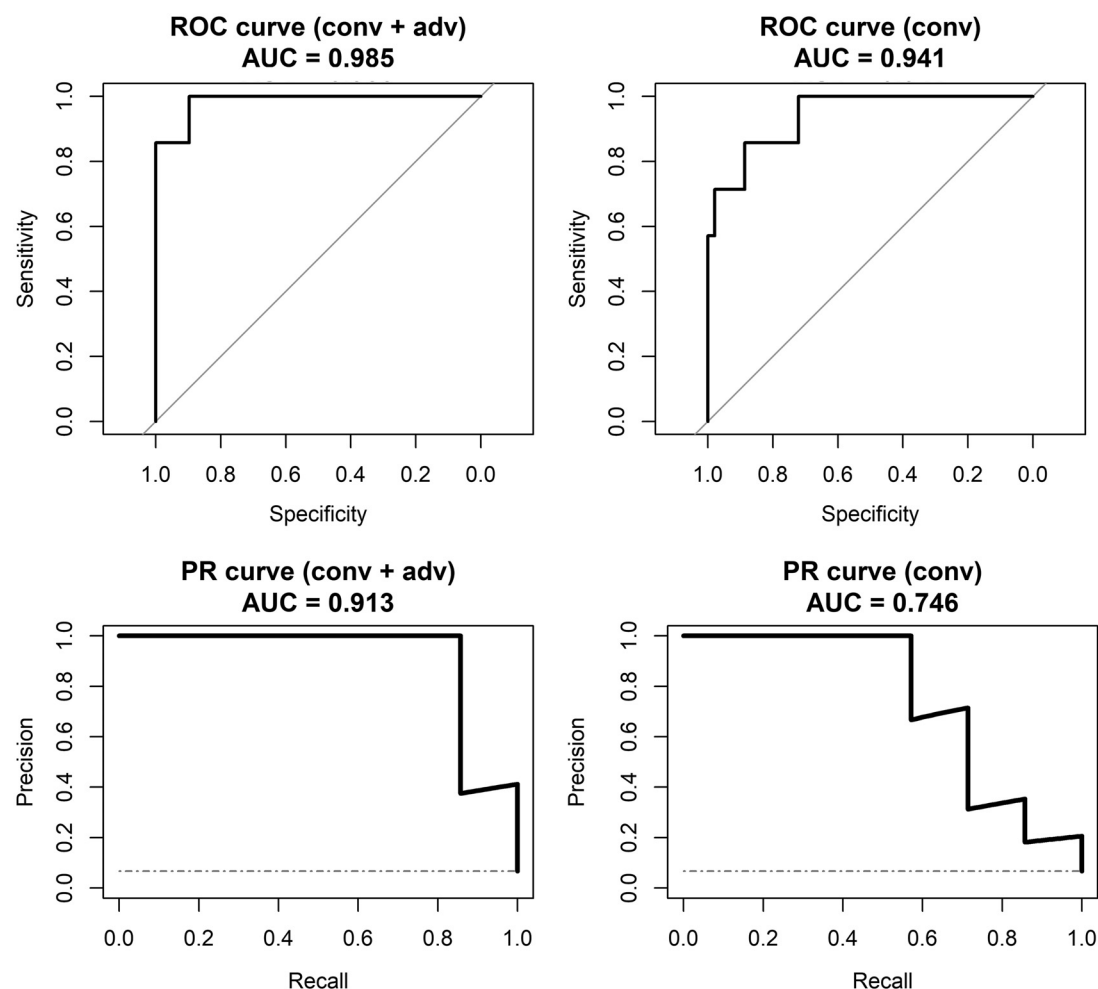 ROC curve (conv + adv)
AUC = 0.985
1.0
0.8
0.6
0.4
0.2
0.0
Sensitivity
1.0 0.8 0.6 0.4 0.2 0.0
Specificity
ROC curve (conv)
AUC = 0.941
1.0
0.8
0.6
0.4
0.2
0.0
Sensitivity
1.0 0.8 0.6 0.4 0.2 0.0
Specificity
PR curve (conv + adv)
AUC = 0.913
1.0
0.8
0.6
0.4
0.2
0.0
Precision
0.0 0.2 0.4 0.6 0.8 1.0
Recall
PR curve (conv)
AUC = 0.746
1.0
0.8
0.6
0.4
0.2
0.0
Precision
0.0 0.2 0.4 0.6 0.8 1.0
Recall